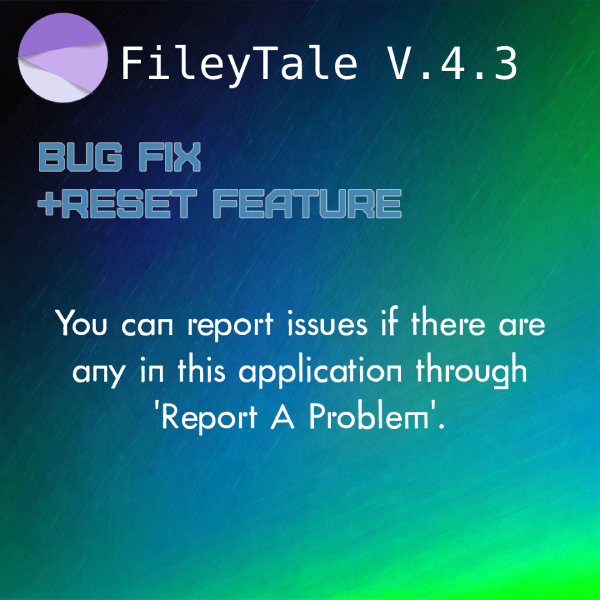 FileyTale V.4.3
BUG FIX
+RESET FEATURE
You can report issues if there are
any in this application through
'Report A Problem'.